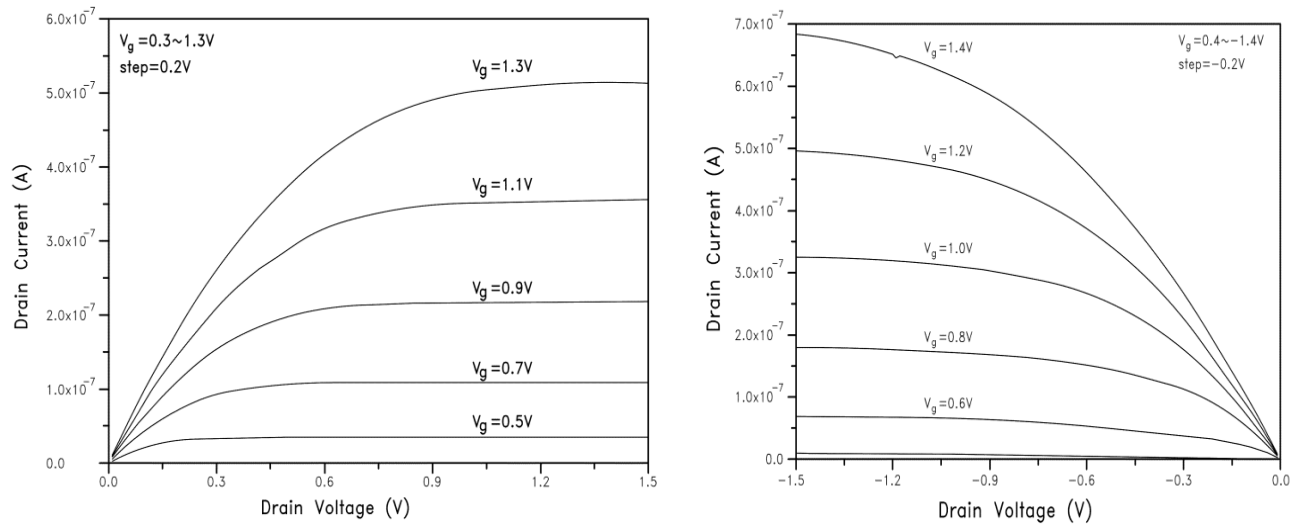 6.0x10⁻⁷
5.0x10⁻⁷
4.0x10⁻⁷
3.0x10⁻⁷
2.0x10⁻⁷
1.0x10⁻⁷
0.0
Drain Current (A)
V_g=0.3~1.3V
step=0.2V
V_g=1.3V
V_g=1.1V
V_g=0.9V
V_g=0.7V
V_g=0.5V
0.0 0.3 0.6 0.9 1.2 1.5
Drain Voltage (V)
7.0x10⁻⁷
6.0x10⁻⁷
5.0x10⁻⁷
4.0x10⁻⁷
3.0x10⁻⁷
2.0x10⁻⁷
1.0x10⁻⁷
0.0
Drain Current (A)
V_g=0.4~-1.4V
step=-0.2V
V_g=1.4V
V_g=1.2V
V_g=1.0V
V_g=0.8V
V_g=0.6V
-1.5 -1.2 -0.9 -0.6 -0.3 0.0
Drain Voltage (V)